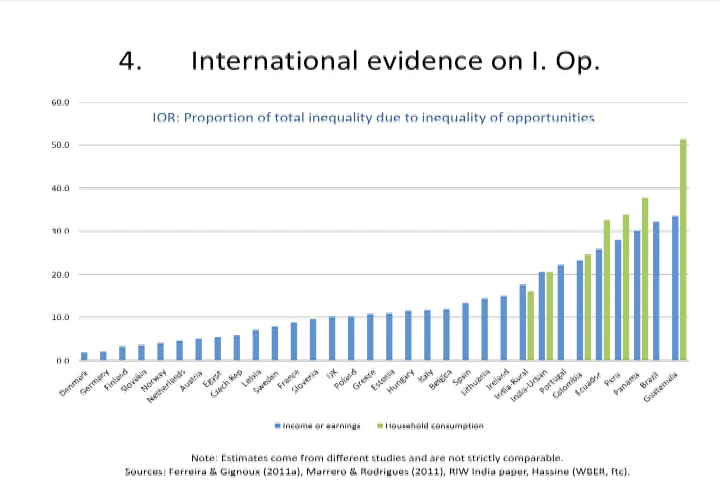 4. International evidence on I. Op.
60.0
IOR: Proportion of total inequality due to inequality of opportunities
50.0
40.0
30.0
20.0
10.0
0.0
Denmark
Germany
Finland
Slovakia
Norway
Netherlands
Austria
Egypt
Czech Rep
Latvia
Sweden
France
Slovenia
UK
Poland
Greece
Estonia
Hungary
Italy
Belgica
Spain
Lithuania
Ireland
India-Rural
India-Urban
Portugal
Colombia
Ecuador
Peru
Panama
Brazil
Guatemala
Income or earnings
Household consumption
Note: Estimates come from different studies and are not strictly comparable.
Sources: Ferreira & Gignoux (2011a), Marrero & Rodrigues (2011), RIW India paper, Hassine (WBER, ftc).